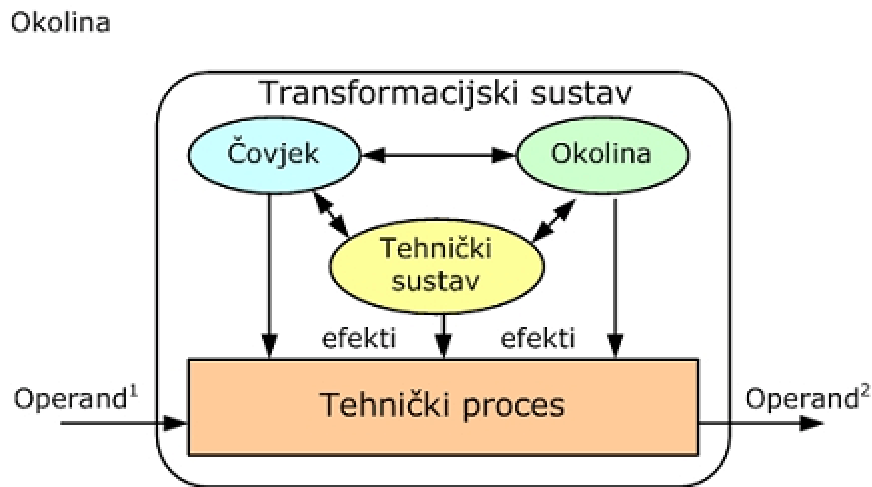 Okolina
Transformacijski sustav
Čovjek
Okolina
Tehnički
sustav
efekti
efekti
Operand¹
Tehnički proces
Operand²